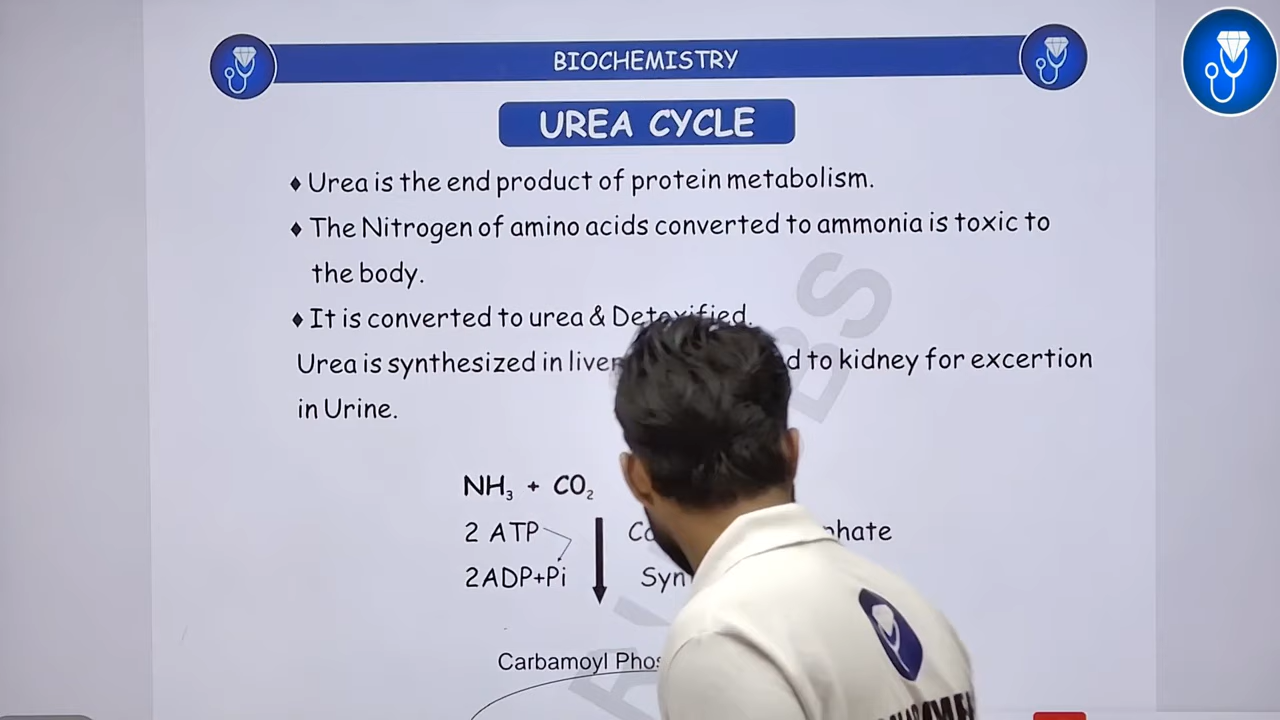 BIOCHEMISTRY
UREA CYCLE
♦ Urea is the end product of protein metabolism.
♦ The Nitrogen of amino acids converted to ammonia is toxic to
the body.
♦ It is converted to urea & Detoxified.
Urea is synthesized in liver to kidney for excertion
in Urine.
NH₃ + CO₂
2 ATP
2ADP+Pi
Carbamoyl